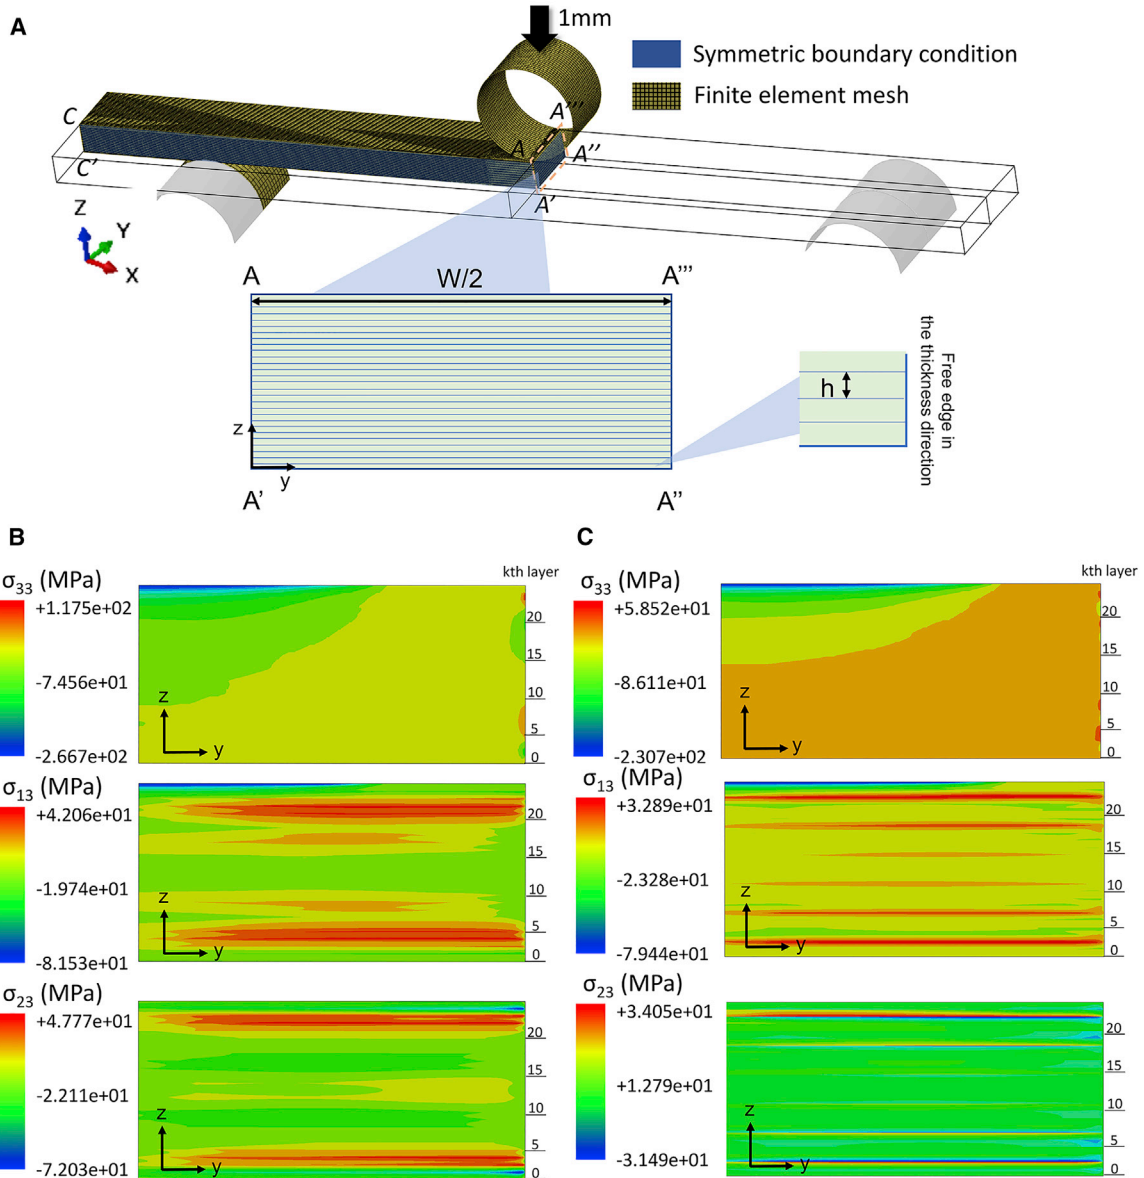 A
1mm
Symmetric boundary condition
Finite element mesh
C
C'
A
A'''
A''
A'
Z
Y
X
A
W/2
A'''
z
y
A'
A''
h
Free edge in
the thickness direction
B
σ33 (MPa)
+1.175e+02
-7.456e+01
-2.667e+02
kth layer
20
15
10
5
0
z
y
σ13 (MPa)
+4.206e+01
-1.974e+01
-8.153e+01
20
15
10
5
0
z
y
σ23 (MPa)
+4.777e+01
-2.211e+01
-7.203e+01
20
15
10
5
0
z
y
C
σ33 (MPa)
+5.852e+01
-8.611e+01
-2.307e+02
kth layer
20
15
10
5
0
z
y
σ13 (MPa)
+3.289e+01
-2.328e+01
-7.944e+01
20
15
10
5
0
z
y
σ23 (MPa)
+3.405e+01
+1.279e+01
-3.149e+01
20
15
10
5
0
z
y